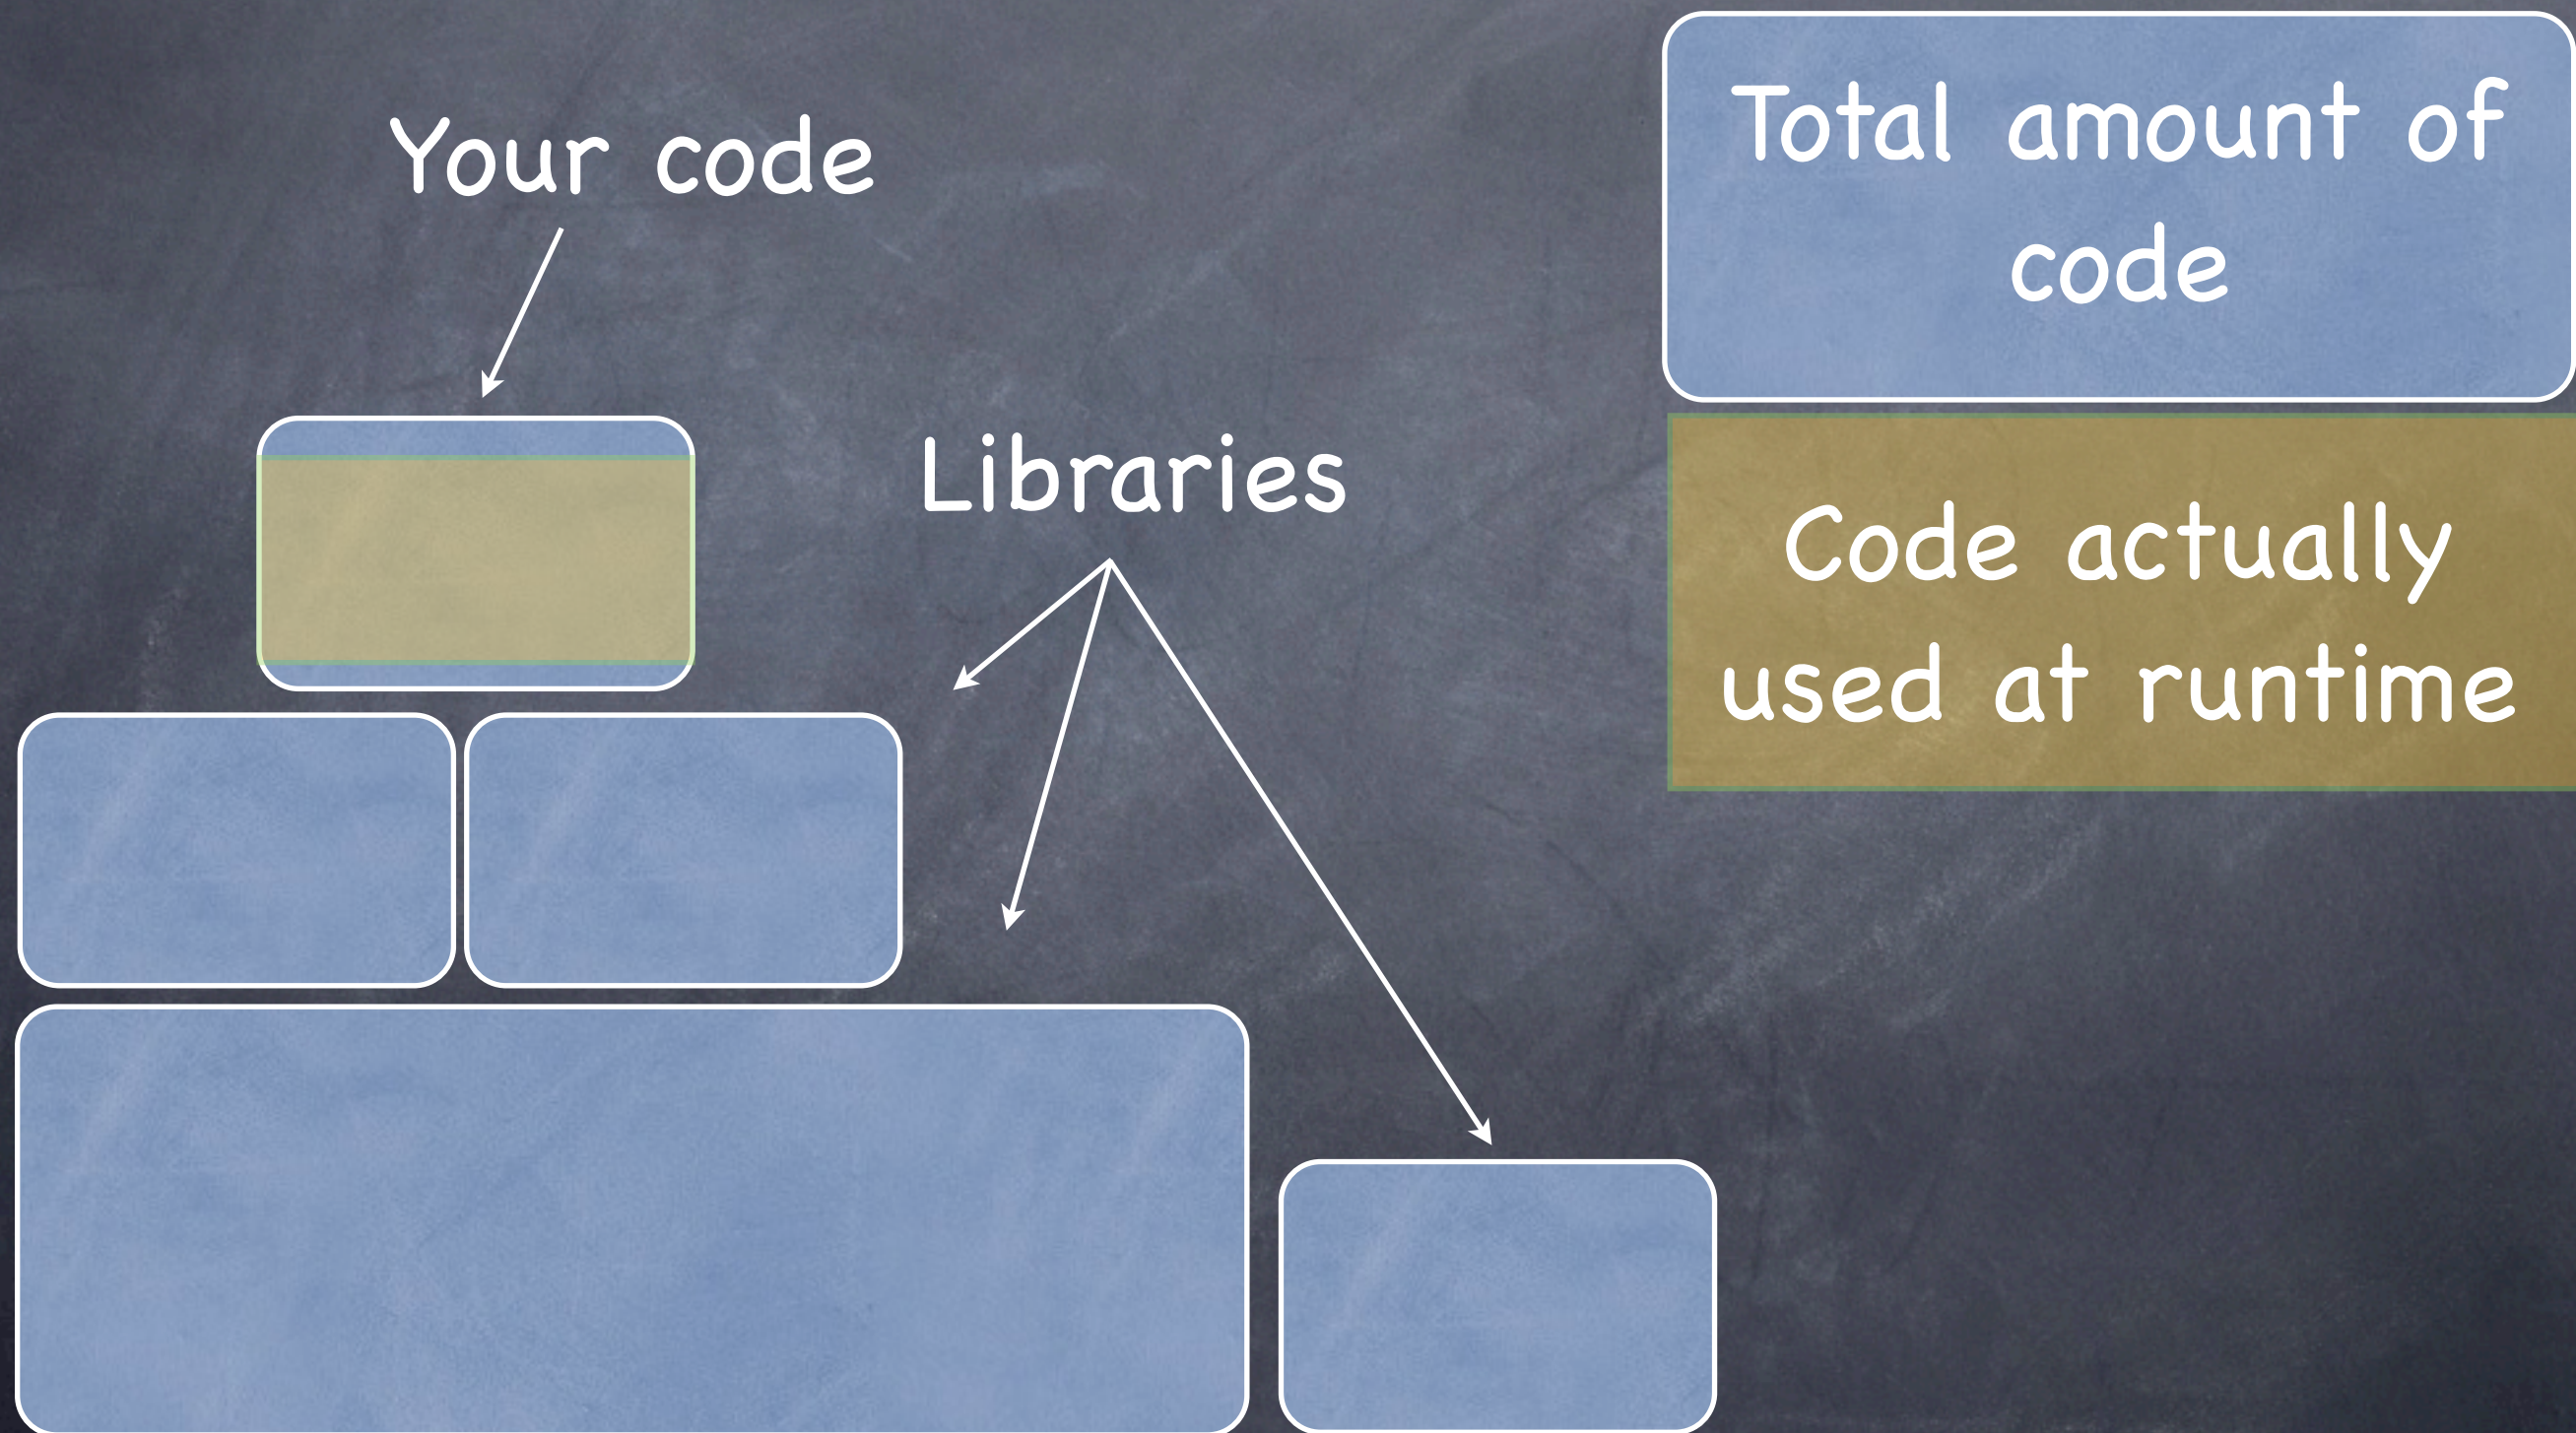 Your code
Libraries
Total amount of
code
Code actually
used at runtime